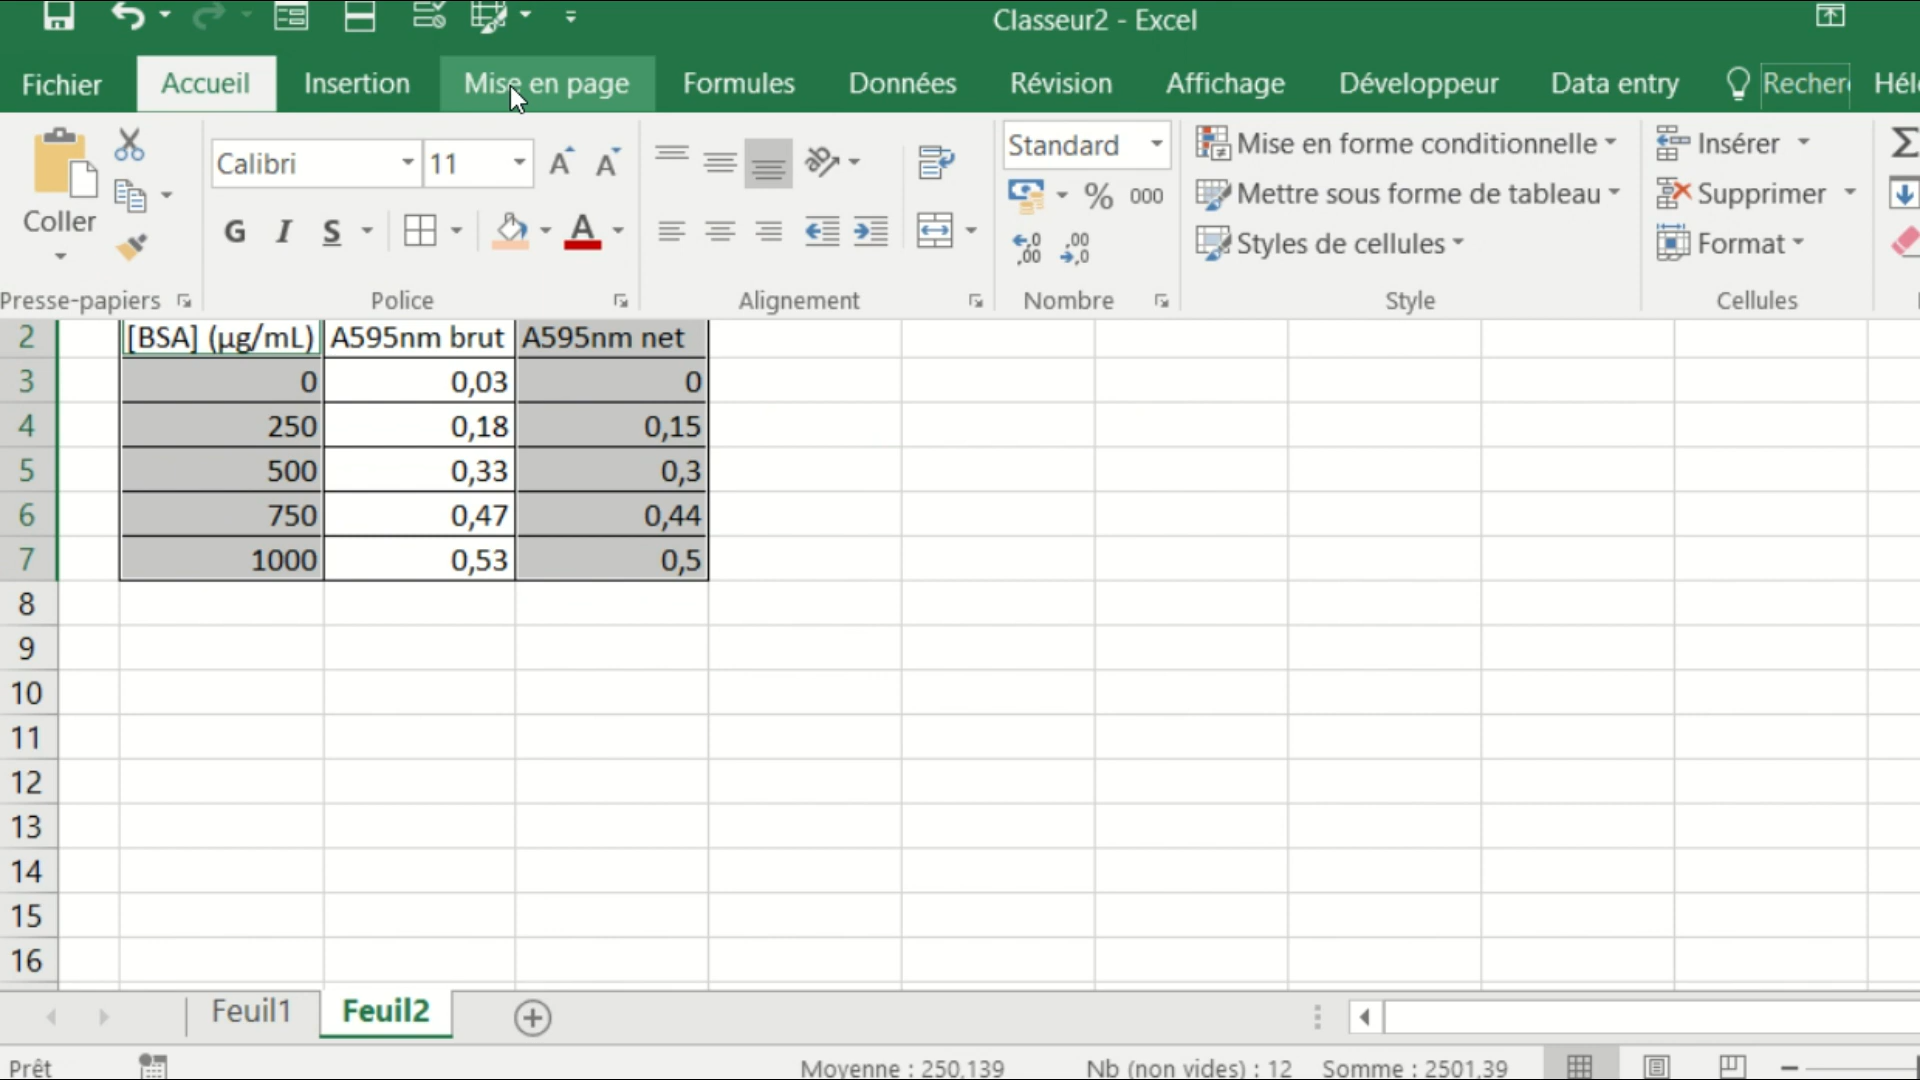 Classeur2 - Excel
Fichier Accueil Insertion Mise en page Formules Données Révision Affichage Développeur Data entry Recher Hél
Coller
Presse-papiers
Calibri 11
G I S
Police
Alignement
Standard
% 000
Nombre
Mise en forme conditionnelle
Mettre sous forme de tableau
Styles de cellules
Style
Insérer
Supprimer
Format
Cellules
2 [BSA] (µg/mL) A595nm brut A595nm net
3 0 0,03 0
4 250 0,18 0,15
5 500 0,33 0,3
6 750 0,47 0,44
7 1000 0,53 0,5
8
9
10
11
12
13
14
15
16
Feuil1 Feuil2
Prêt Moyenne : 250,139 Nb (non vides) : 12 Somme : 2501,39